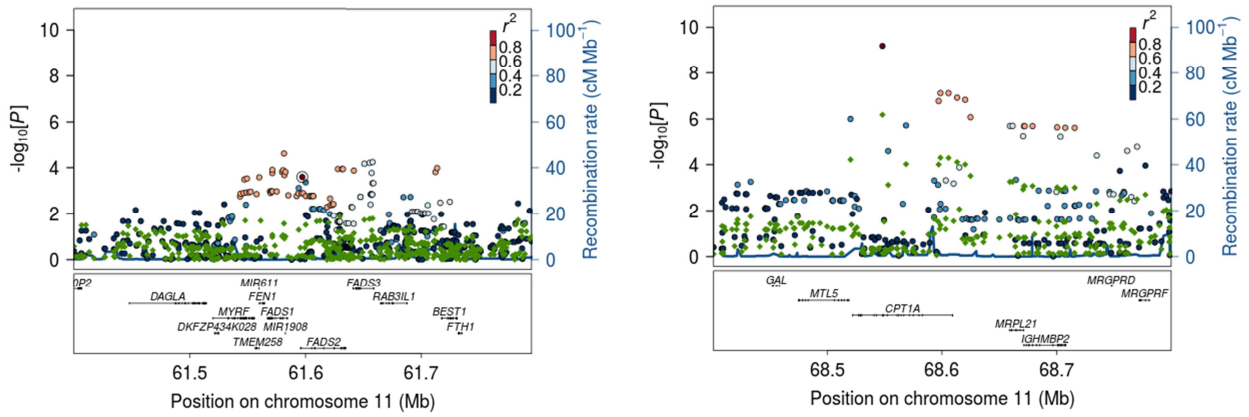 10
8
6
4
2
0
-log10[P]
r2
0.8
0.6
0.4
0.2
100
80
60
40
20
0
Recombination rate (cM Mb−1)
MIR611
FADS3
DAGLA
FEN1
RAB3IL1
MYRF
FADS1
BEST1
DKFZP434K028
MIR1908
FTH1
TMEM258
FADS2
61.5
61.6
61.7
Position on chromosome 11 (Mb)
10
8
6
4
2
0
-log10[P]
r2
0.8
0.6
0.4
0.2
100
80
60
40
20
0
Recombination rate (cM Mb−1)
GAL
MRGPRD
MTL5
MRGPRF
CPT1A
MRPL21
IGHMBP2
68.5
68.6
68.7
Position on chromosome 11 (Mb)